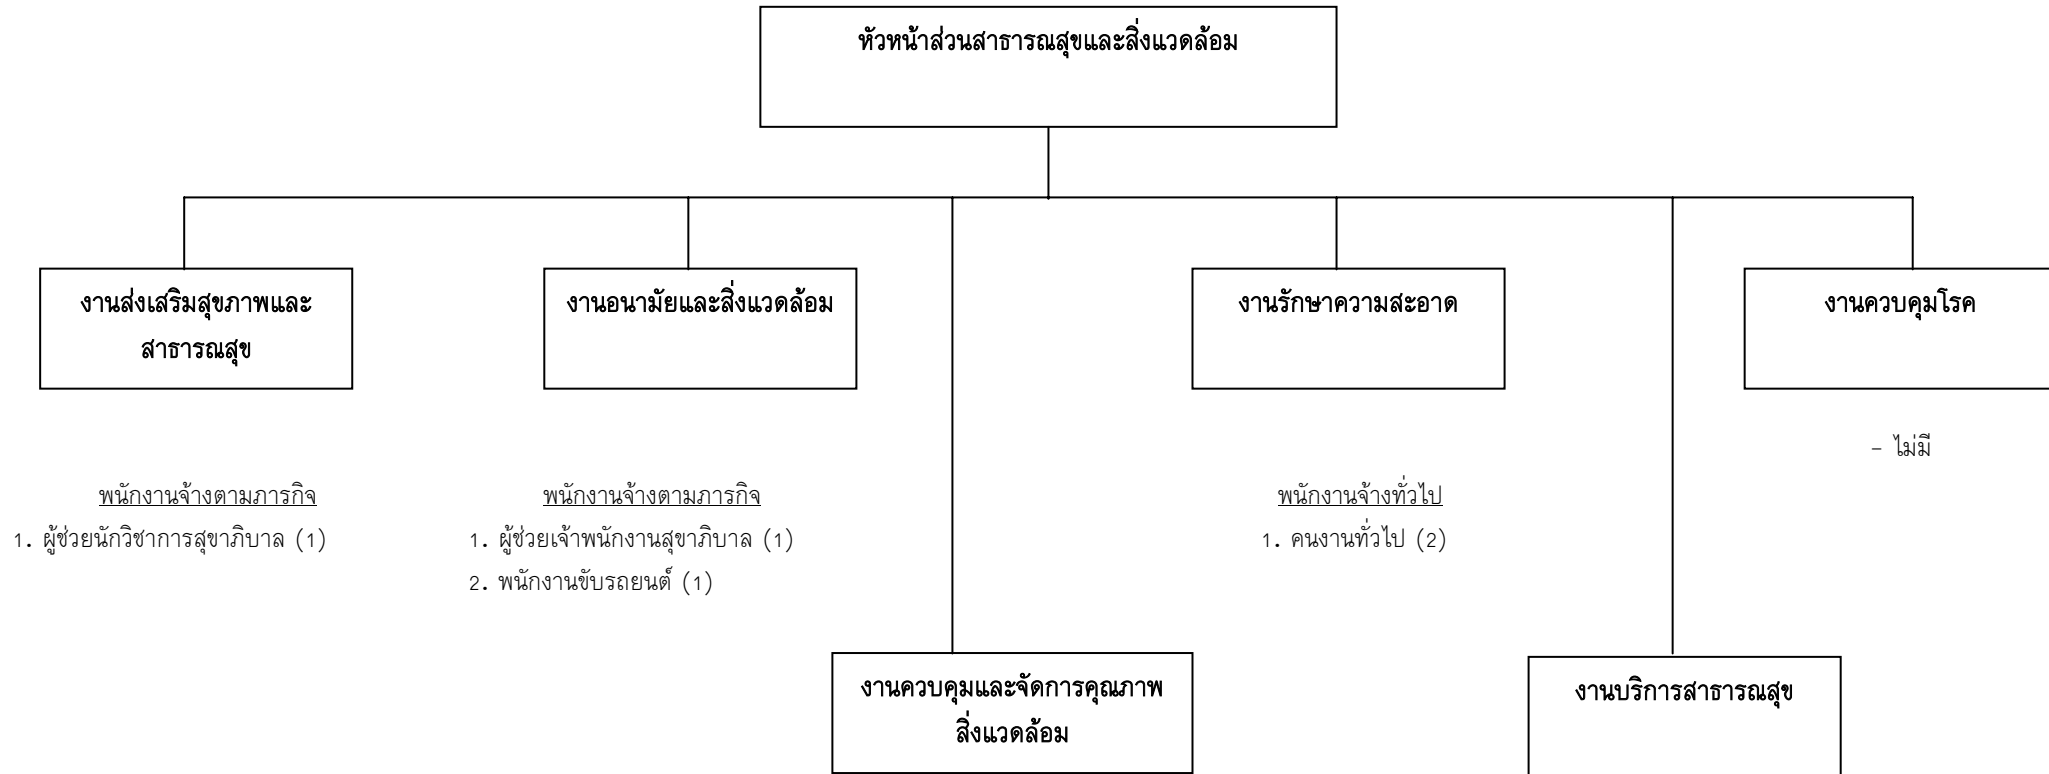 หัวหน้าส่วนสาธารณสุขและสิ่งแวดล้อม
งานส่งเสริมสุขภาพและ
สาธารณสุข
งานอนามัยและสิ่งแวดล้อม
งานรักษาความสะอาด
งานควบคุมโรค
- ไม่มี
พนักงานจ้างตามภารกิจ
1. ผู้ช่วยนักวิชาการสุขาภิบาล (1)
พนักงานจ้างตามภารกิจ
1. ผู้ช่วยเจ้าพนักงานสุขาภิบาล (1)
2. พนักงานขับรถยนต์ (1)
พนักงานจ้างทั่วไป
1. คนงานทั่วไป (2)
งานควบคุมและจัดการคุณภาพ
สิ่งแวดล้อม
งานบริการสาธารณสุข